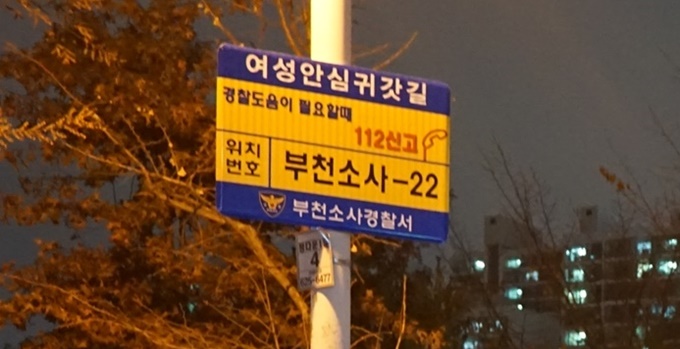 여성안심귀갓길
경찰도움이 필요할때
112신고
위치
번호
부천소사-22
부천소사경찰서
4